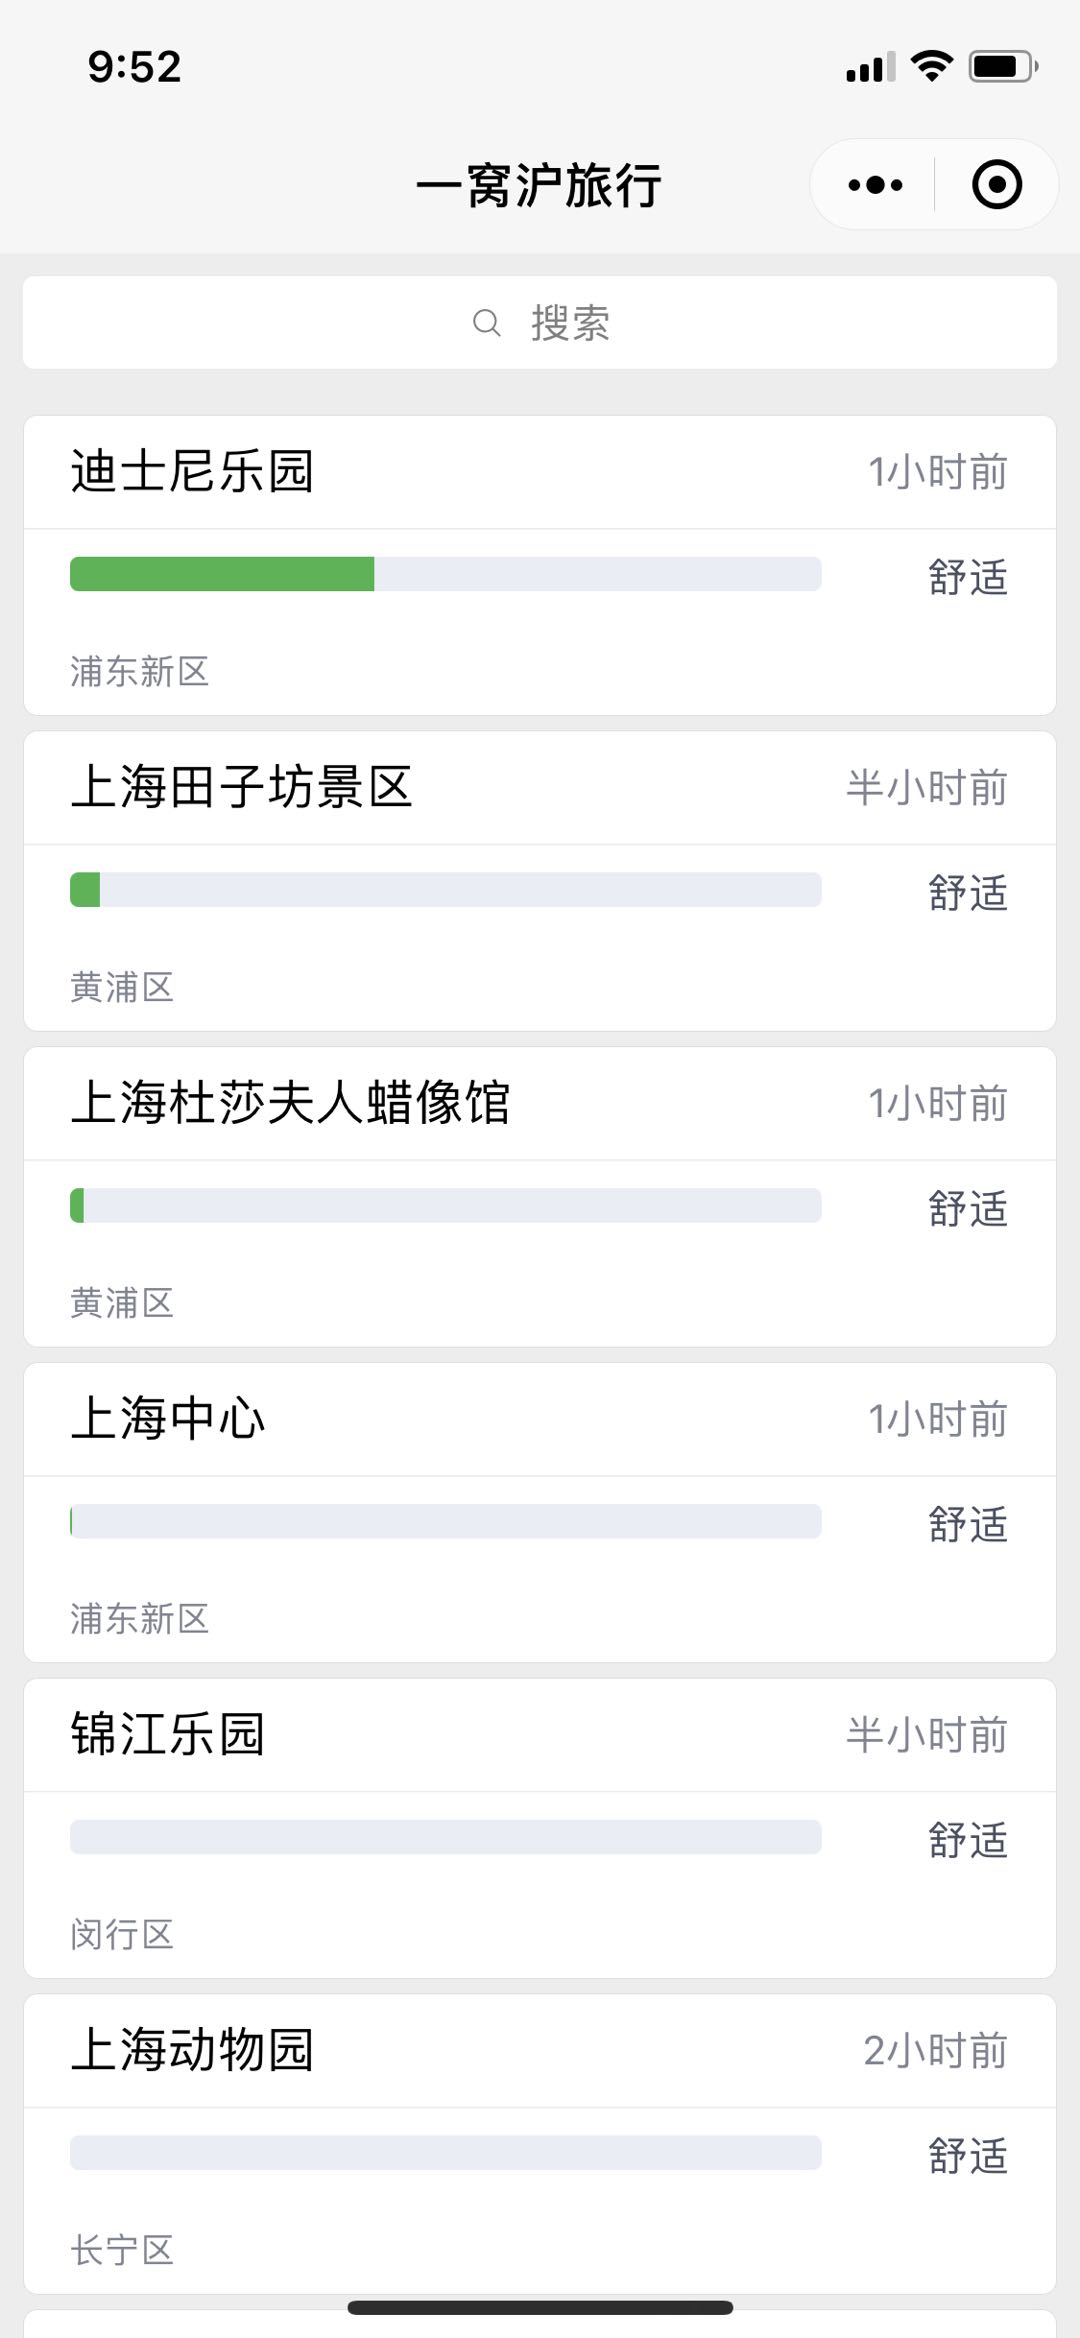 9:52
一窝沪旅行
搜索
迪士尼乐园
1小时前
舒适
浦东新区
上海田子坊景区
半小时前
舒适
黄浦区
上海杜莎夫人蜡像馆
1小时前
舒适
黄浦区
上海中心
1小时前
舒适
浦东新区
锦江乐园
半小时前
舒适
闵行区
上海动物园
2小时前
舒适
长宁区